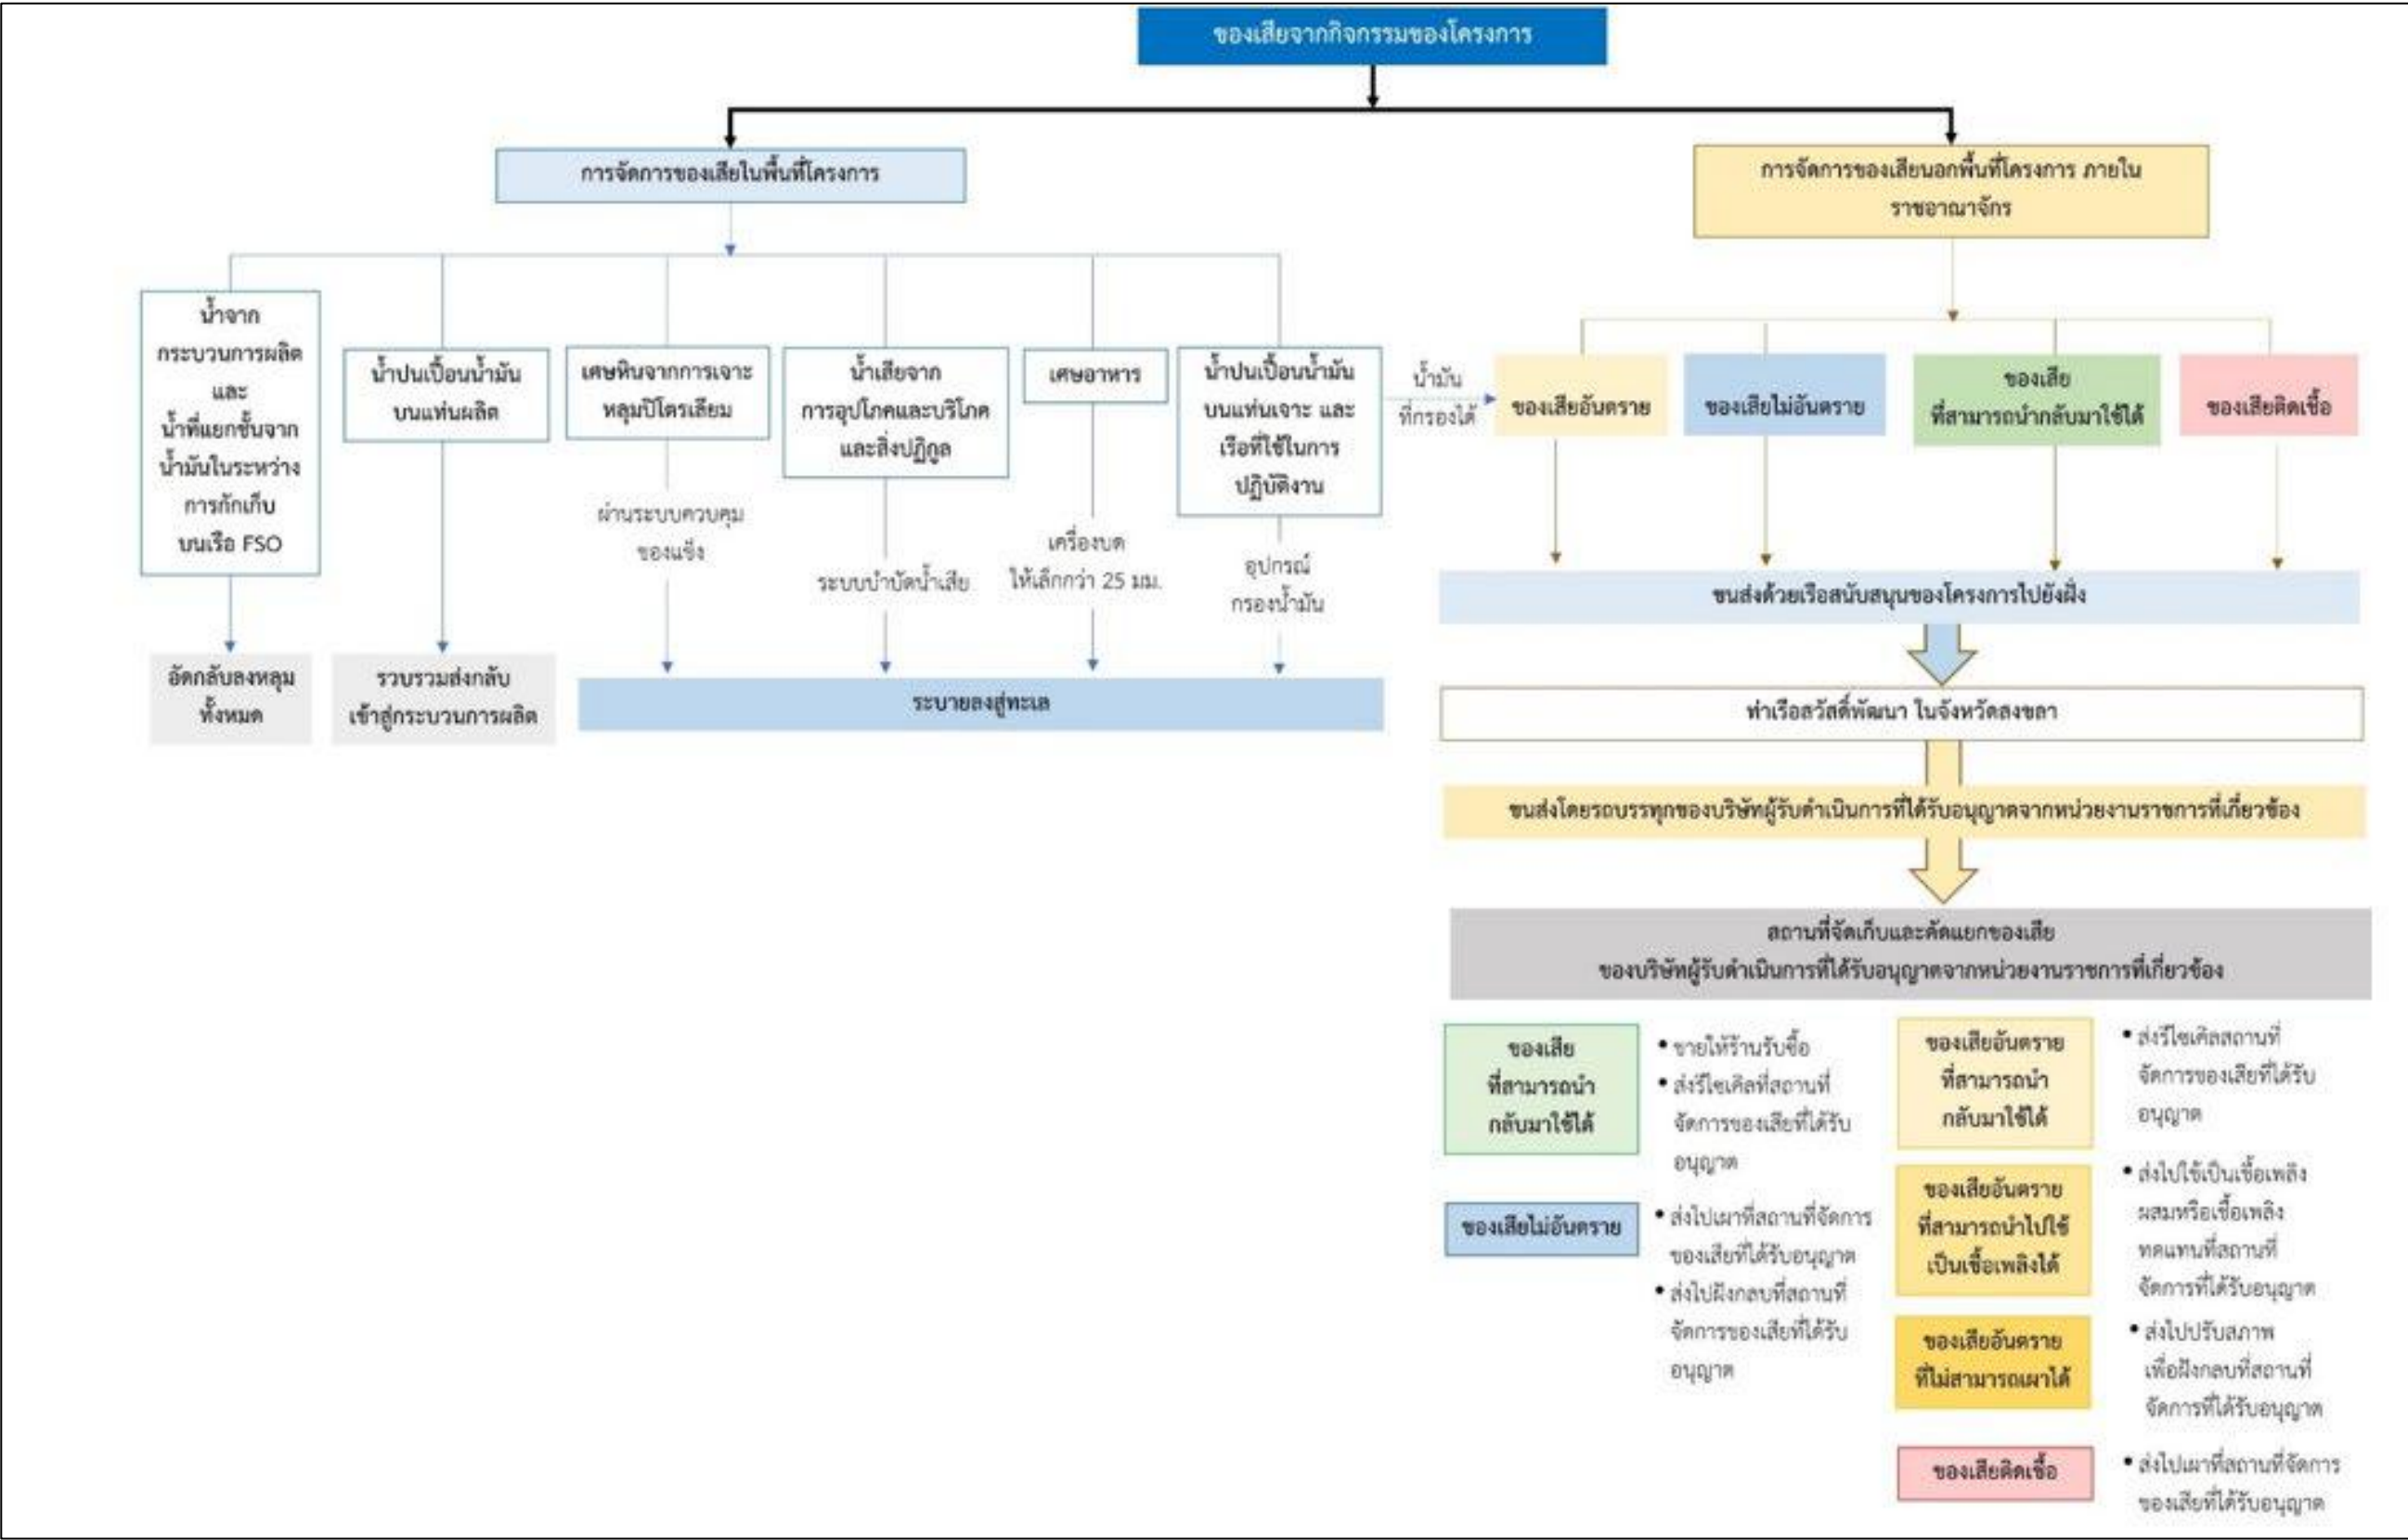 ของเสียจากกิจกรรมของโครงการ
การจัดการของเสียในพื้นที่โครงการ
น้ำจาก
กระบวนการผลิต
และ
น้ำที่แยกชั้นจาก
น้ำมันในระหว่าง
การกักเก็บ
บนเรือ FSO
น้ำปนเปื้อนน้ำมัน
บนแท่นผลิต
เศษหินจากการเจาะ
หลุมปิโตรเลียม
น้ำเสียจาก
การอุปโภคและบริโภค
และสิ่งปฏิกูล
เศษอาหาร
น้ำปนเปื้อนน้ำมัน
บนแท่นเจาะ และ
เรือที่ใช้ในการ
ปฏิบัติงาน
ผ่านระบบควบคุม
ของแข็ง
ระบบบำบัดน้ำเสีย
เครื่องบด
ให้เล็กกว่า 25 มม.
อุปกรณ์
กรองน้ำมัน
น้ำมัน
ที่กรองได้
อัดกลับลงหลุม
ทั้งหมด
รวบรวมส่งกลับ
เข้าสู่กระบวนการผลิต
ระบายลงสู่ทะเล
การจัดการของเสียนอกพื้นที่โครงการ ภายใน
ราชอาณาจักร
ของเสียอันตราย
ของเสียไม่อันตราย
ของเสีย
ที่สามารถนำกลับมาใช้ได้
ของเสียติดเชื้อ
ขนส่งด้วยเรือสนับสนุนของโครงการไปยังฝั่ง
ท่าเรือสวัสดิ์พัฒนา ในจังหวัดสงขลา
ขนส่งโดยรถบรรทุกของบริษัทผู้รับดำเนินการที่ได้รับอนุญาตจากหน่วยงานราชการที่เกี่ยวข้อง
สถานที่จัดเก็บและคัดแยกของเสีย
ของบริษัทผู้รับดำเนินการที่ได้รับอนุญาตจากหน่วยงานราชการที่เกี่ยวข้อง
ของเสีย
ที่สามารถนำ
กลับมาใช้ได้
• ขายให้ร้านรับซื้อ
• ส่งรีไซเคิลที่สถานที่
จัดการของเสียที่ได้รับ
อนุญาต
ของเสียไม่อันตราย
• ส่งไปเผาที่สถานที่จัดการ
ของเสียที่ได้รับอนุญาต
• ส่งไปฝังกลบที่สถานที่
จัดการของเสียที่ได้รับ
อนุญาต
ของเสียอันตราย
ที่สามารถนำ
กลับมาใช้ได้
• ส่งรีไซเคิลสถานที่
จัดการของเสียที่ได้รับ
อนุญาต
ของเสียอันตราย
ที่สามารถนำไปใช้
เป็นเชื้อเพลิงได้
• ส่งไปใช้เป็นเชื้อเพลิง
ผสมหรือเชื้อเพลิง
ทดแทนที่สถานที่
จัดการที่ได้รับอนุญาต
ของเสียอันตราย
ที่ไม่สามารถเผาได้
• ส่งไปปรับสภาพ
เพื่อฝังกลบที่สถานที่
จัดการที่ได้รับอนุญาต
ของเสียติดเชื้อ
• ส่งไปเผาที่สถานที่จัดการ
ของเสียที่ได้รับอนุญาต